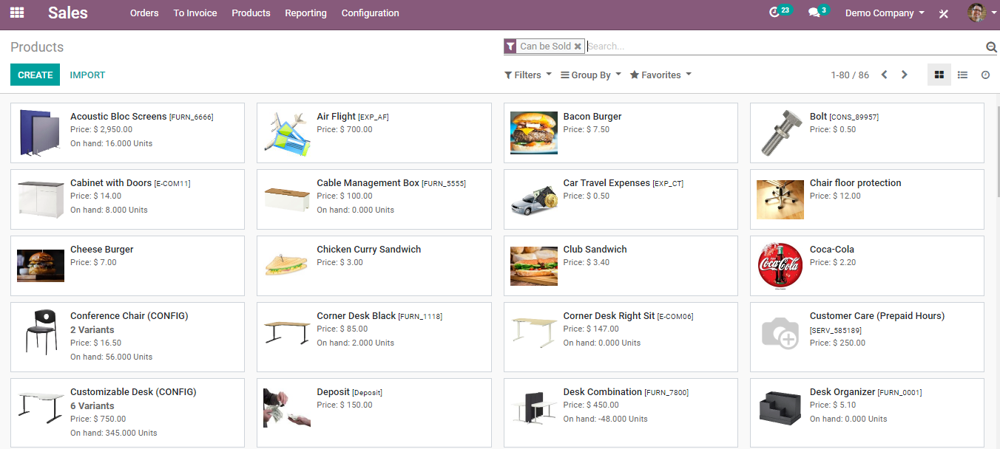 Sales
Orders To Invoice Products Reporting Configuration
23 3 Demo Company
Products
Can be Sold Search...
CREATE IMPORT
Filters Group By Favorites
1-80 / 86
Acoustic Bloc Screens [FURN_6666]
Price: $ 2,950.00
On hand: 16.000 Units
Air Flight [EXP_AF]
Price: $ 700.00
Bacon Burger
Price: $ 7.50
Bolt [CONS_89957]
Price: $ 0.50
Cabinet with Doors [E-COM11]
Price: $ 14.00
On hand: 8.000 Units
Cable Management Box [FURN_5555]
Price: $ 100.00
On hand: 0.000 Units
Car Travel Expenses [EXP_CT]
Price: $ 0.50
Chair floor protection
Price: $ 12.00
Cheese Burger
Price: $ 7.00
Chicken Curry Sandwich
Price: $ 3.00
Club Sandwich
Price: $ 3.40
Coca-Cola
Coca-Cola
Price: $ 2.20
Conference Chair (CONFIG)
2 Variants
Price: $ 16.50
On hand: 56.000 Units
Corner Desk Black [FURN_1118]
Price: $ 85.00
On hand: 2.000 Units
Corner Desk Right Sit [E-COM06]
Price: $ 147.00
On hand: 0.000 Units
Customer Care (Prepaid Hours)
[SERV_585189]
Price: $ 250.00
Customizable Desk (CONFIG)
6 Variants
Price: $ 750.00
On hand: 345.000 Units
Deposit [Deposit]
Price: $ 150.00
Desk Combination [FURN_7800]
Price: $ 450.00
On hand: -48.000 Units
Desk Organizer [FURN_0001]
Price: $ 5.10
On hand: 0.000 Units